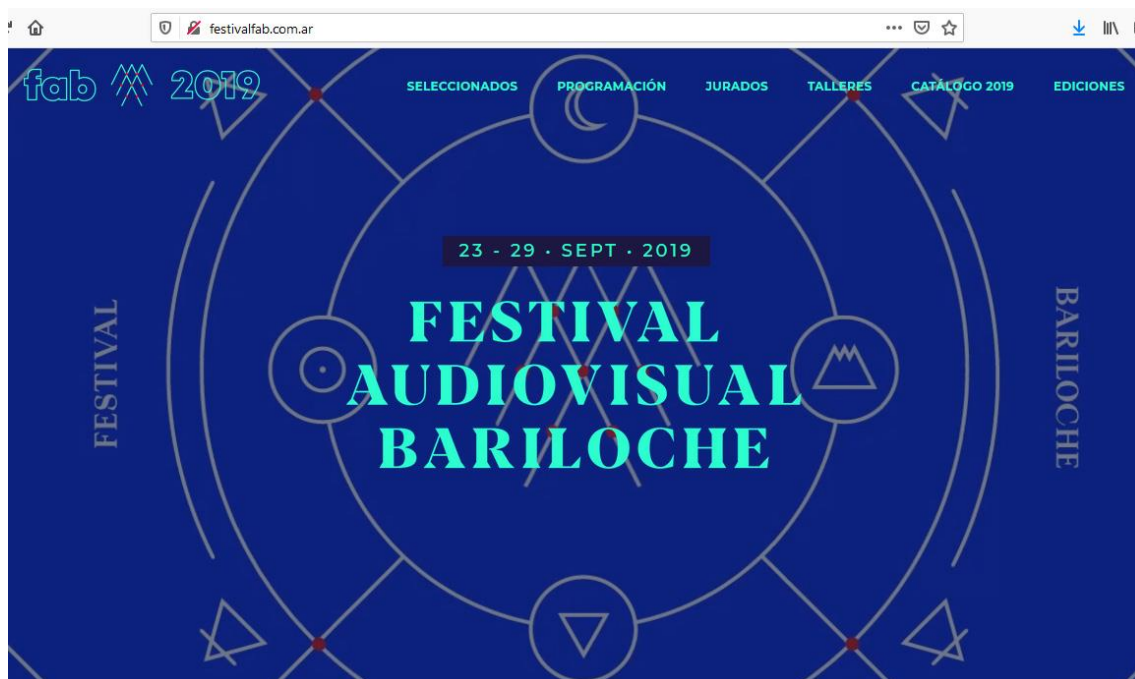 festivalfab.com.ar
fab 2019
SELECCIONADOS PROGRAMACIÓN JURADOS TALLERES CATÁLOGO 2019 EDICIONES
23 - 29 · SEPT · 2019
FESTIVAL
FESTIVAL
AUDIOVISUAL
BARILOCHE
BARILOCHE